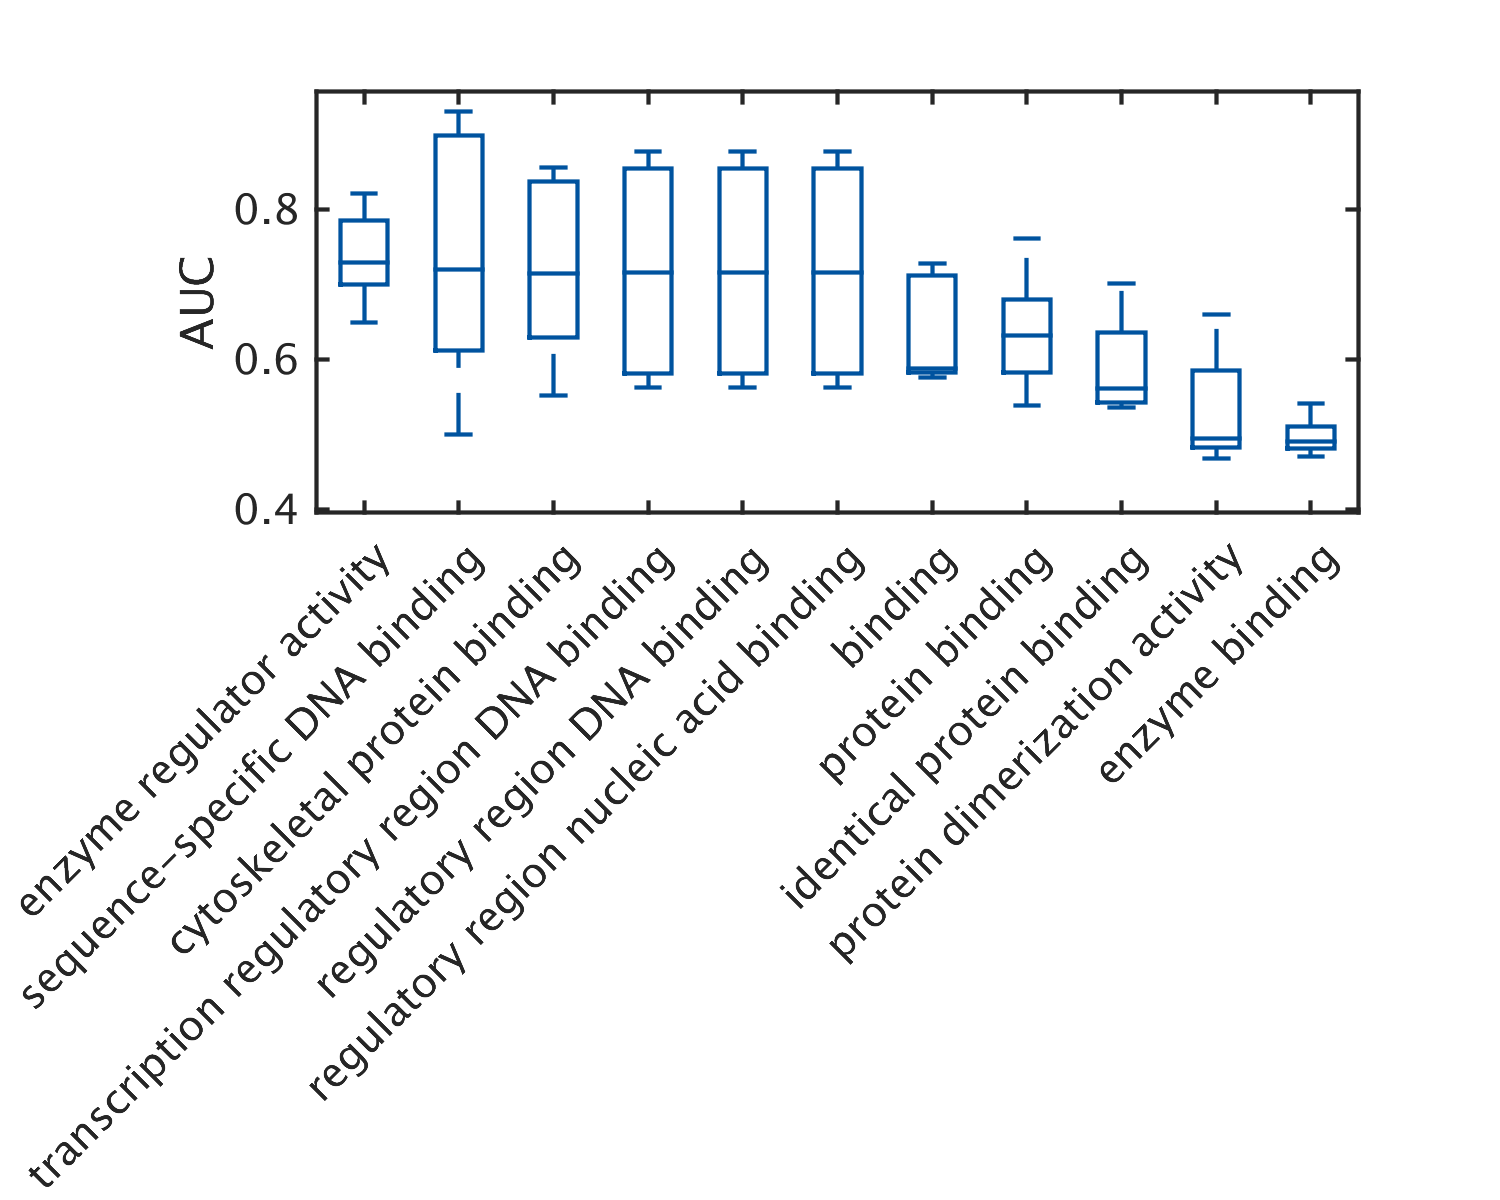 AUC
0.8
0.6
0.4
enzyme regulator activity
sequence–specific DNA binding
cytoskeletal protein binding
transcription regulatory region DNA binding
regulatory region DNA binding
regulatory region nucleic acid binding
binding
protein binding
identical protein binding
protein dimerization activity
enzyme binding